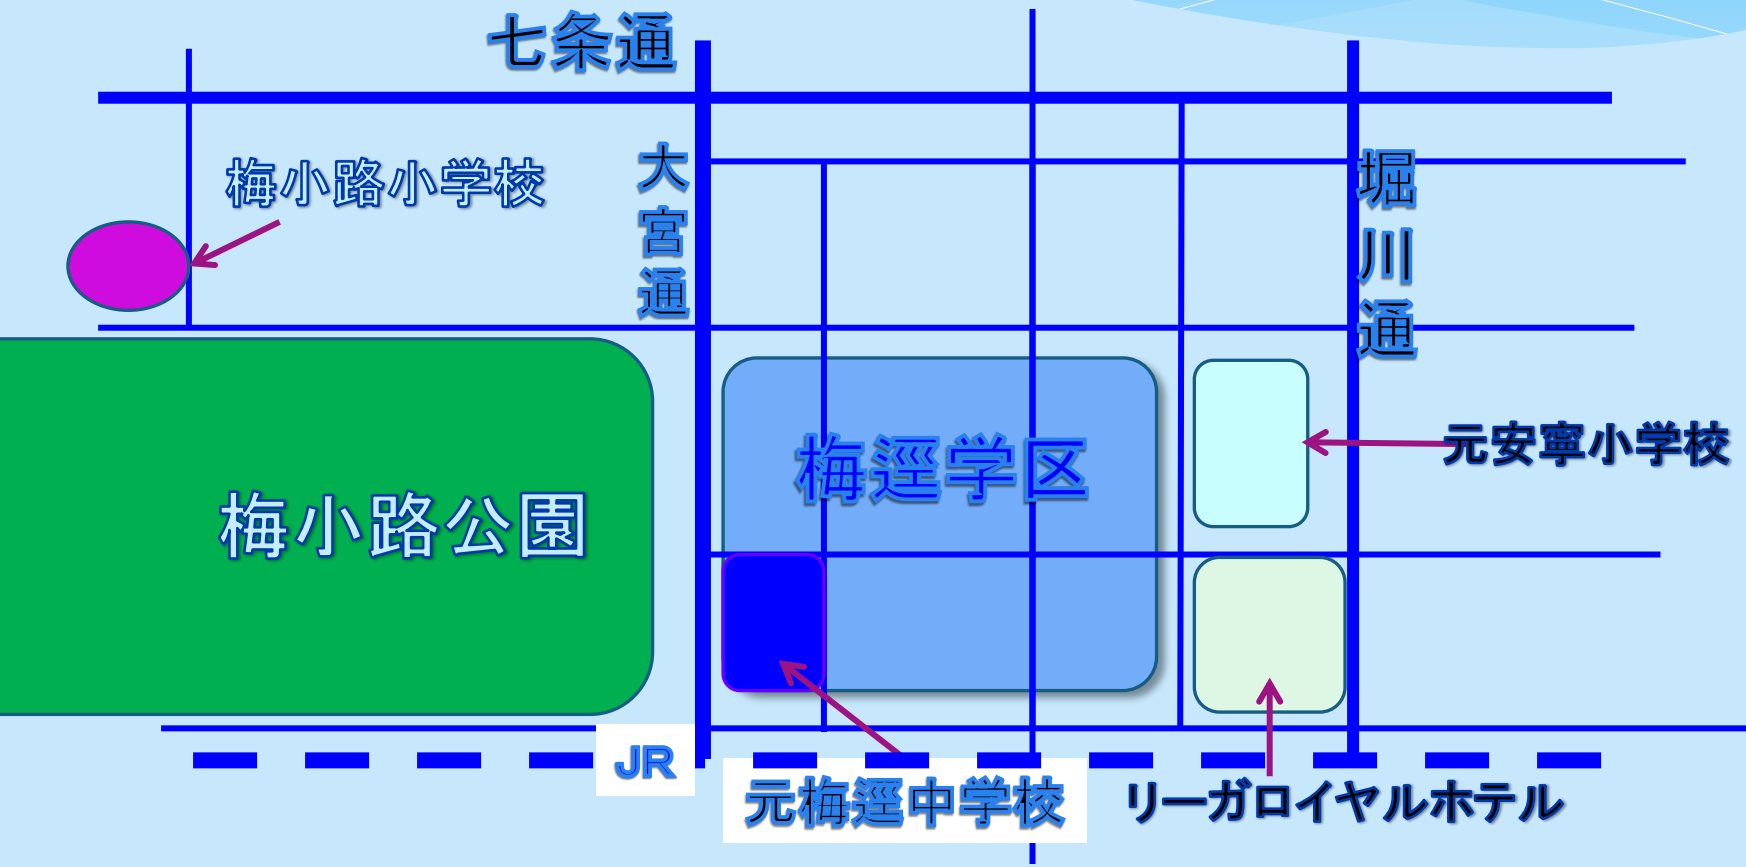 七条通
梅小路小学校
大宮通
堀川通
元安寧小学校
梅逕学区
梅小路公園
JR
元梅逕中学校
リーガロイヤルホテル